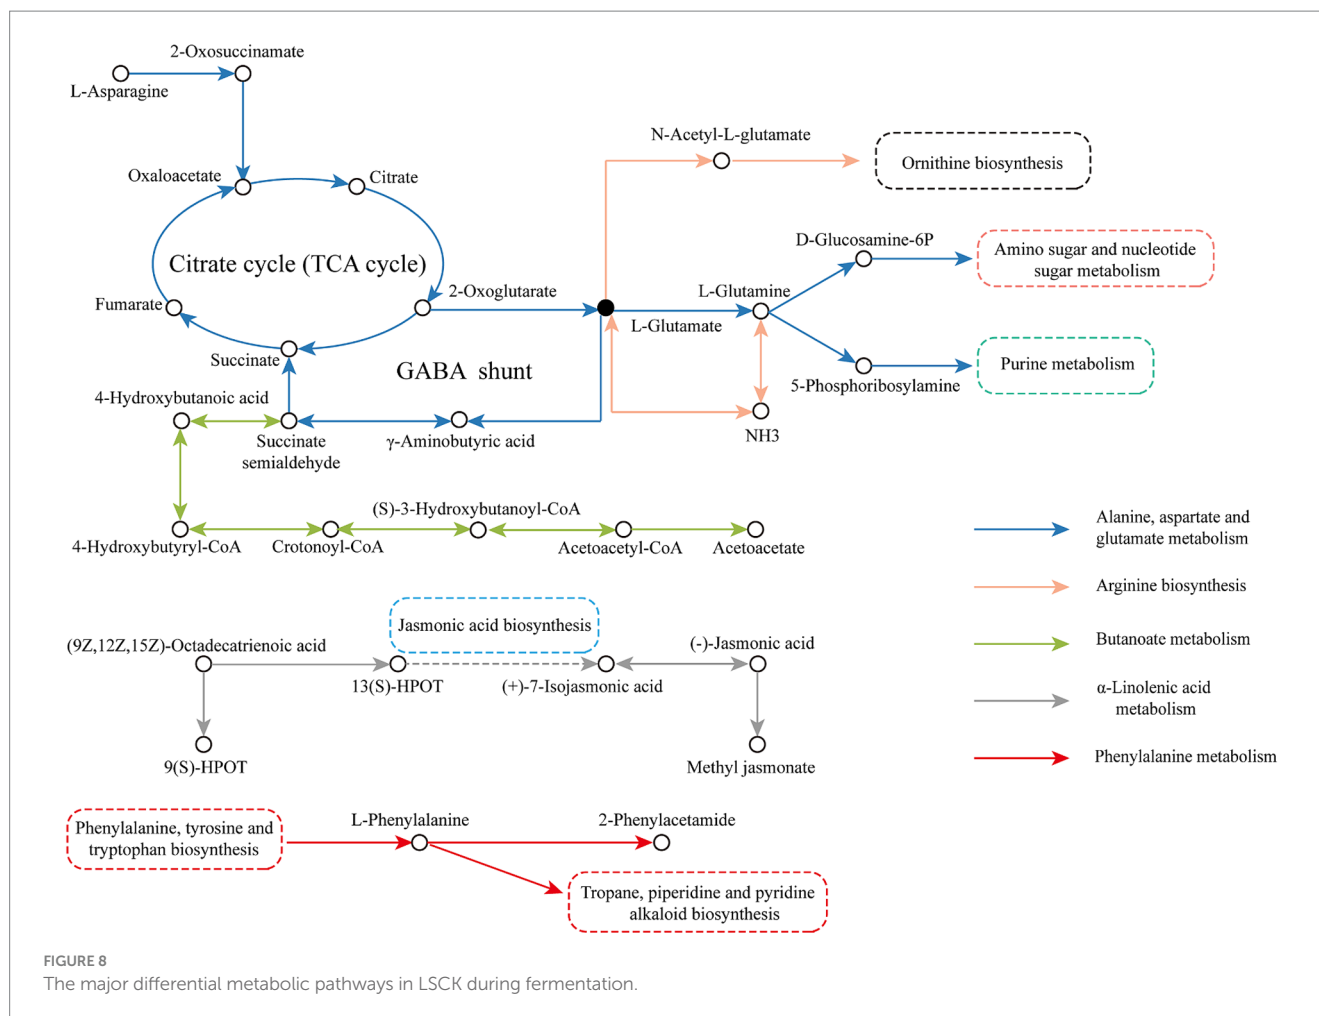 2-Oxosuccinamate
L-Asparagine
N-Acetyl-L-glutamate
Ornithine biosynthesis
Oxaloacetate
Citrate
D-Glucosamine-6P
Amino sugar and nucleotide
sugar metabolism
Citrate cycle (TCA cycle)
Fumarate
2-Oxoglutarate
L-Glutamine
L-Glutamate
Succinate
GABA shunt
Purine metabolism
5-Phosphoribosylamine
4-Hydroxybutanoic acid
Succinate
semialdehyde
γ-Aminobutyric acid
NH3
(S)-3-Hydroxybutanoyl-CoA
4-Hydroxybutyryl-CoA
Crotonoyl-CoA
Acetoacetyl-CoA
Acetoacetate
Alanine, aspartate and
glutamate metabolism
Arginine biosynthesis
Butanoate metabolism
α-Linolenic acid
metabolism
Phenylalanine metabolism
Jasmonic acid biosynthesis
(9Z,12Z,15Z)-Octadecatrienoic acid
(-)-Jasmonic acid
13(S)-HPOT
(+)-7-Isojasmonic acid
9(S)-HPOT
Methyl jasmonate
Phenylalanine, tyrosine and
tryptophan biosynthesis
L-Phenylalanine
2-Phenylacetamide
Tropane, piperidine and pyridine
alkaloid biosynthesis
FIGURE 8
The major differential metabolic pathways in LSCK during fermentation.